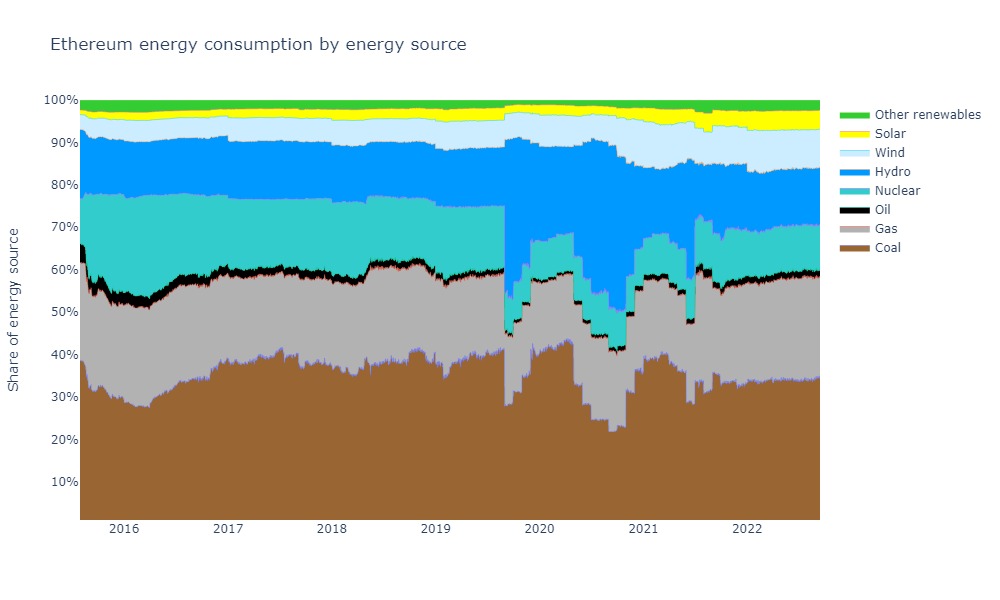 Ethereum energy consumption by energy source
100%
90%
80%
70%
60%
50%
40%
30%
20%
10%
Share of energy source
2016
2017
2018
2019
2020
2021
2022
Other renewables
Solar
Wind
Hydro
Nuclear
Oil
Gas
Coal